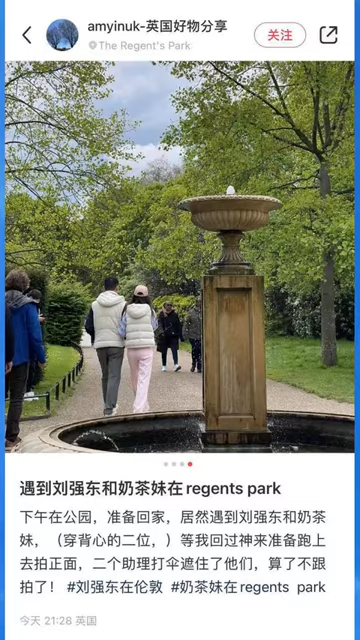 amyinuk-英国好物分享
The Regent's Park
关注
遇到刘强东和奶茶妹在regents park
下午在公园，准备回家，居然遇到刘强东和奶茶
妹，（穿背心的二位，）等我回过神来准备跑上
去拍正面，二个助理打伞遮住了他们，算了不跟
拍了！ #刘强东在伦敦 #奶茶妹在regents park
今天 21:28 英国